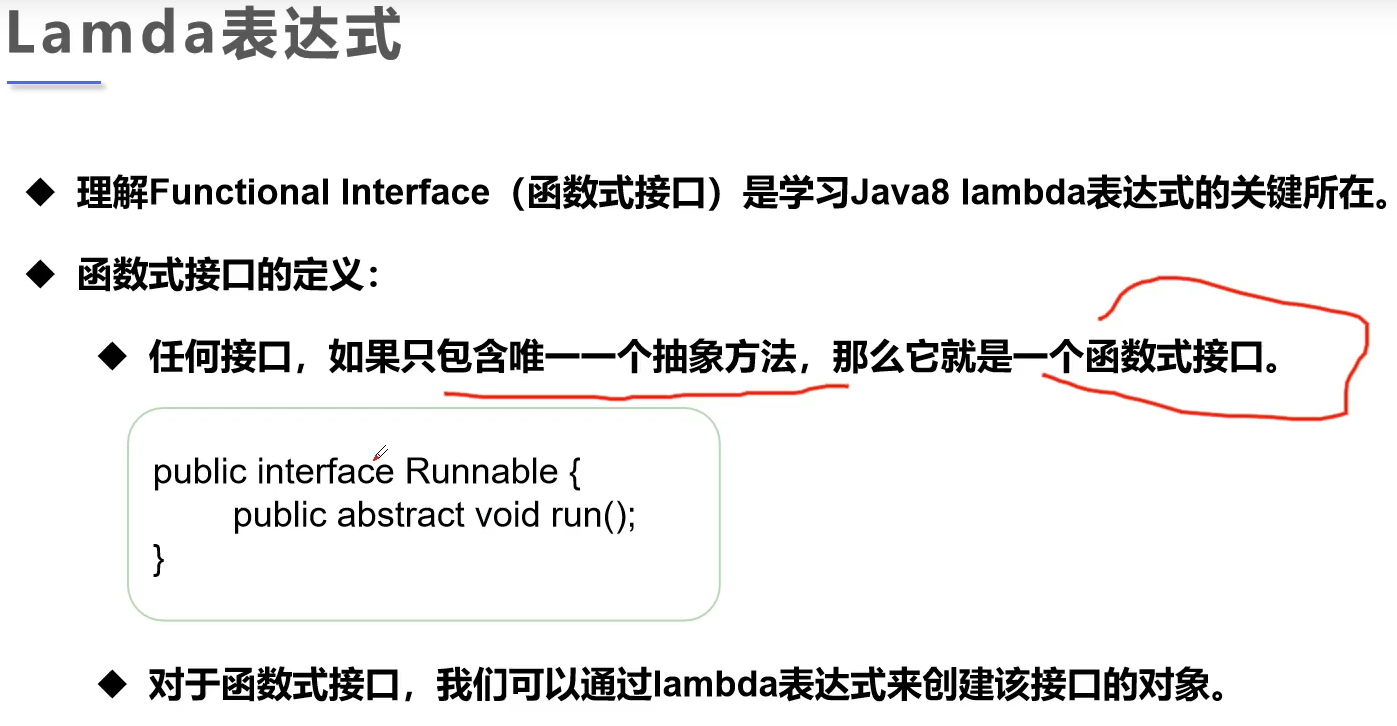 Lamda表达式
◆ 理解Functional Interface（函数式接口）是学习Java8 lambda表达式的关键所在。
◆ 函数式接口的定义：
◆ 任何接口，如果只包含唯一一个抽象方法，那么它就是一个函数式接口。
public interface Runnable {
public abstract void run();
}
◆ 对于函数式接口，我们可以通过lambda表达式来创建该接口的对象。